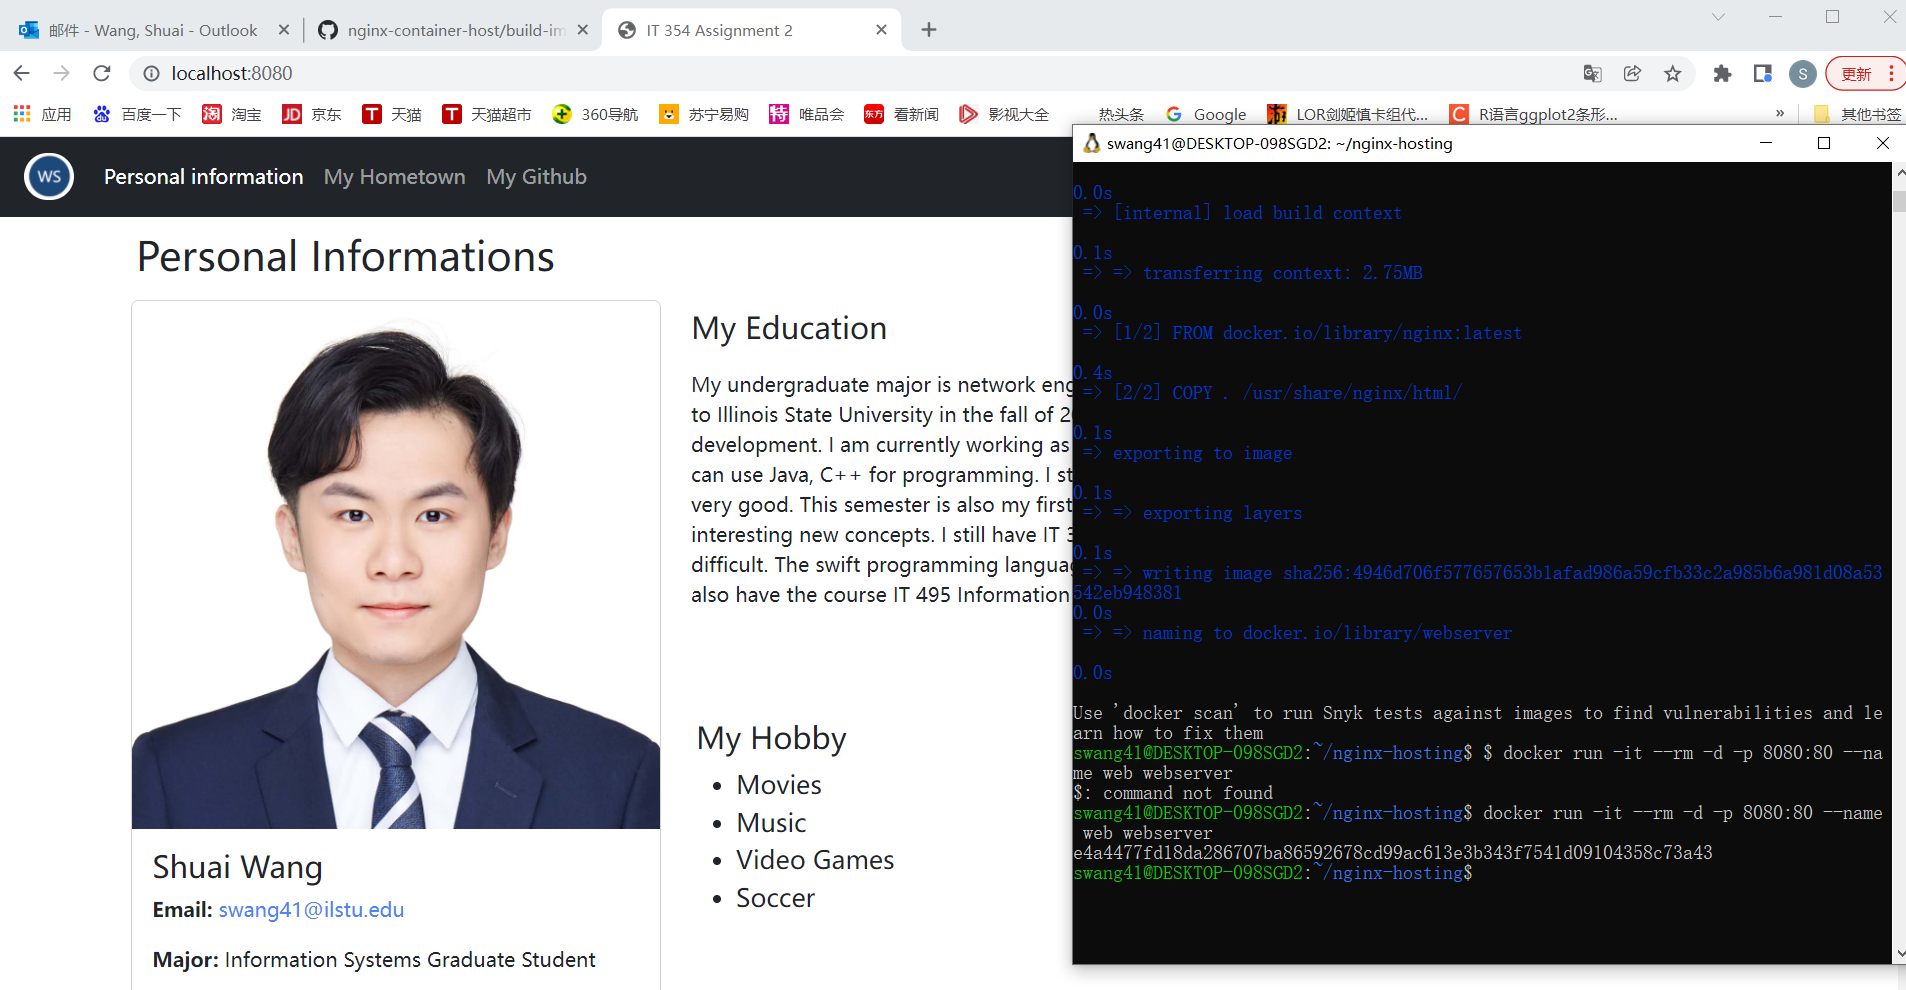 邮件 - Wang, Shuai - Outlook
nginx-container-host/build-im
IT 354 Assignment 2
localhost:8080
S
更新
应用
百度一下
淘 淘宝
JD 京东
T 天猫
T 天猫超市
360导航
苏宁易购
特 唯品会
东方 看新闻
影视大全
热头条
Google
LOR剑姬慎卡组代...
C R语言ggplot2条形...
»
其他书签
WS
Personal information
My Hometown
My Github
Personal Informations
My Education
My undergraduate major is network eng
to Illinois State University in the fall of 2
development. I am currently working as
can use Java, C++ for programming. I st
very good. This semester is also my first
interesting new concepts. I still have IT 3
difficult. The swift programming languag
also have the course IT 495 Information
My Hobby
• Movies
• Music
• Video Games
• Soccer
Shuai Wang
Email: swang41@ilstu.edu
Major: Information Systems Graduate Student
swang41@DESKTOP-098SGD2: ~/nginx-hosting
0.0s
=> [internal] load build context
0.1s
=> => transferring context: 2.75MB
0.0s
=> [1/2] FROM docker.io/library/nginx:latest
0.4s
=> [2/2] COPY . /usr/share/nginx/html/
0.1s
=> exporting to image
0.1s
=> => exporting layers
0.1s
=> => writing image sha256:4946d706f577657653b1afad986a59cfb33c2a985b6a981d08a53
542eb948381
0.0s
=> => naming to docker.io/library/webserver
0.0s
Use 'docker scan' to run Snyk tests against images to find vulnerabilities and le
arn how to fix them
swang41@DESKTOP-098SGD2:~/nginx-hosting$ $ docker run -it --rm -d -p 8080:80 --na
me web webserver
$: command not found
swang41@DESKTOP-098SGD2:~/nginx-hosting$ docker run -it --rm -d -p 8080:80 --name
web webserver
e4a4477fd18da286707ba86592678cd99ac613e3b343f7541d09104358c73a43
swang41@DESKTOP-098SGD2:~/nginx-hosting$